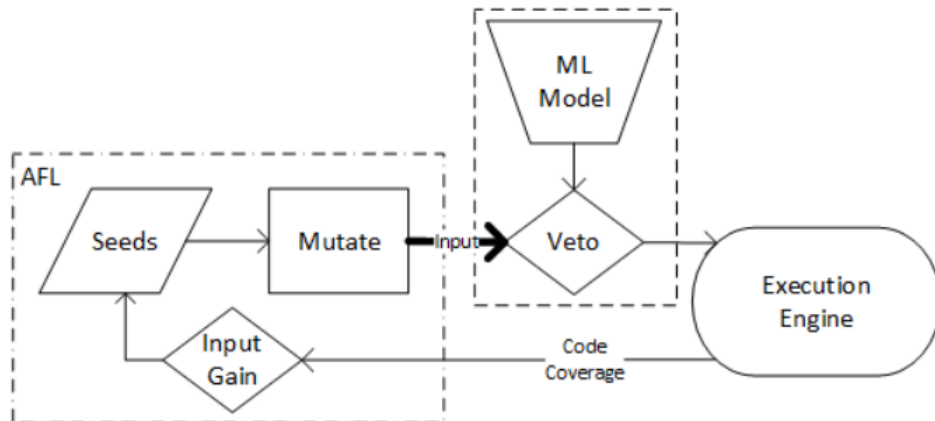 ML
Model
AFL
Seeds
Mutate
Input
Veto
Execution
Engine
Input
Gain
Code
Coverage